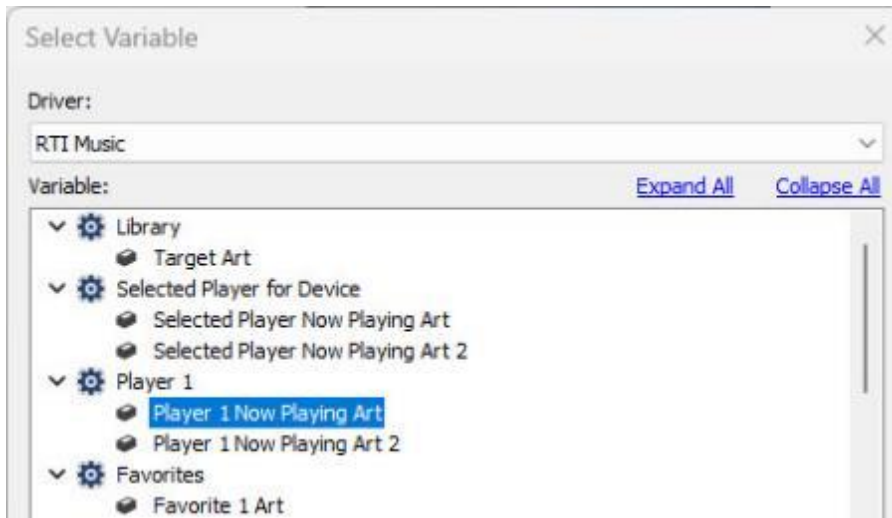 Select Variable
Driver:
RTI Music
Variable: Expand All Collapse All
Library
Target Art
Selected Player for Device
Selected Player Now Playing Art
Selected Player Now Playing Art 2
Player 1
Player 1 Now Playing Art
Player 1 Now Playing Art 2
Favorites
Favorite 1 Art